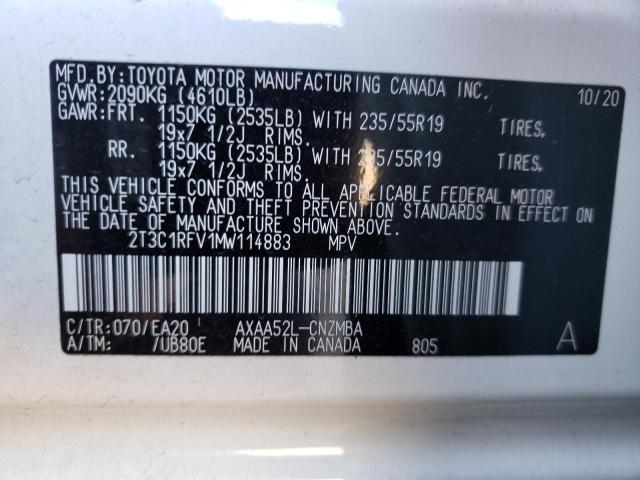 MFD.BY:TOYOTA MOTOR MANUFACTURING CANADA INC. 10/20
GVWR:2090KG (4610LB)
GAWR:FRT. 1150KG (2535LB) WITH 235/55R19 TIRES,
19x7 1/2J RIMS.
RR. 1150KG (2535LB) WITH 235/55R19 TIRES,
19x7 1/2J RIMS.
THIS VEHICLE CONFORMS TO ALL APPLICABLE FEDERAL MOTOR
VEHICLE SAFETY AND THEFT PREVENTION STANDARDS IN EFFECT ON
THE DATE OF MANUFACTURE SHOWN ABOVE.
2T3C1RFV1MW114883 MPV
C/TR:070/EA20 AXAA52L-CNZMBA
A/TM: /UB80E MADE IN CANADA 805 A